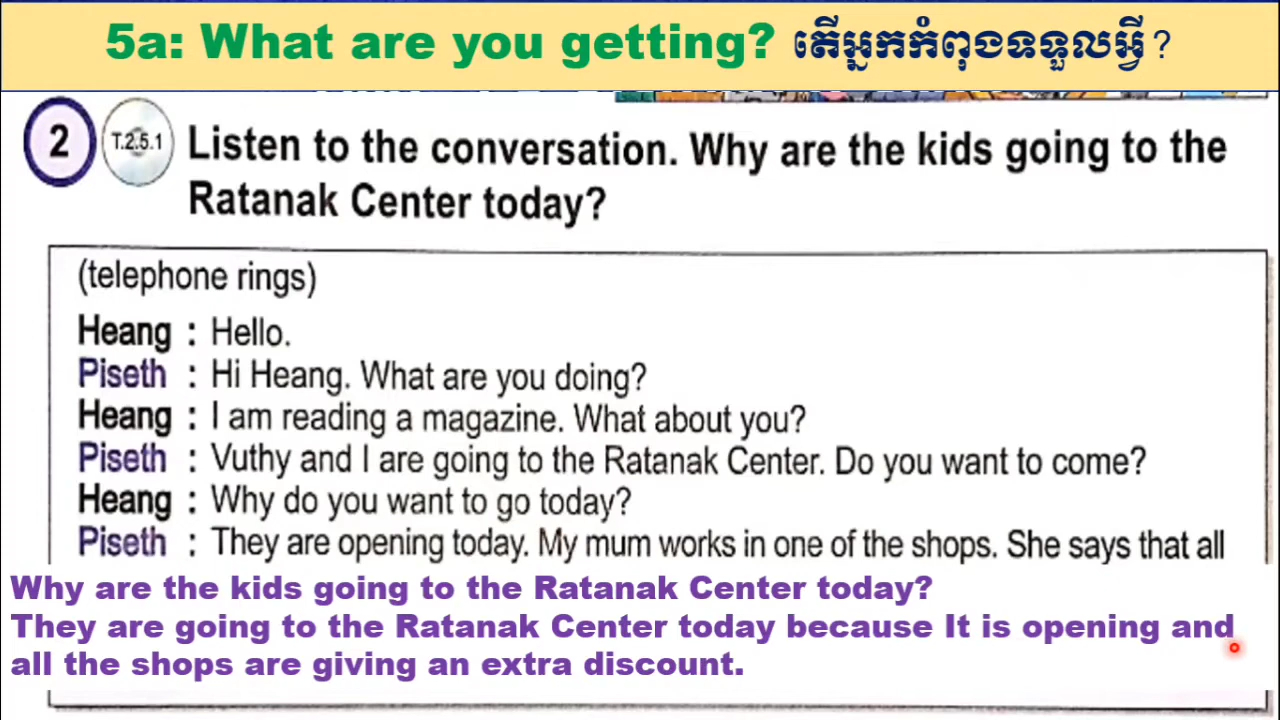 5a: What are you getting? តើអ្នកកំពុងទទួលអ្វី?
2 T.2.5.1 Listen to the conversation. Why are the kids going to the
Ratanak Center today?
(telephone rings)
Heang : Hello.
Piseth : Hi Heang. What are you doing?
Heang : I am reading a magazine. What about you?
Piseth : Vuthy and I are going to the Ratanak Center. Do you want to come?
Heang : Why do you want to go today?
Piseth : They are opening today. My mum works in one of the shops. She says that all
Why are the kids going to the Ratanak Center today?
They are going to the Ratanak Center today because It is opening and
all the shops are giving an extra discount.